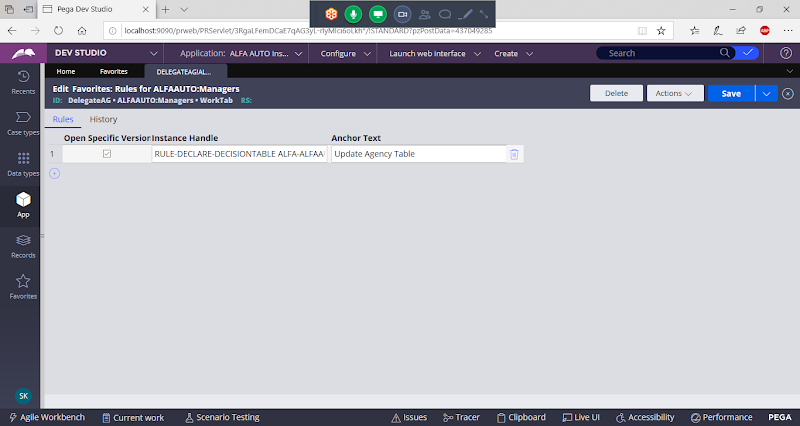 Pega Dev Studio
localhost:9090/prweb/PRServlet/3RgaLFemDCaE7qAG3yL-rlyMIci6oLkh*/!STANDARD?pzPostData=437049285
ABP
DEV STUDIO
Application: ALFA AUTO Ins...
Configure
Launch web interface
Create
Search
Home
Favorites
DELEGATEAGIAL...
Recents
Case types
Data types
App
Records
Favorites
SK
Edit Favorites: Rules for ALFAAUTO:Managers
ID: DelegateAG • ALFAAUTO:Managers • WorkTab RS:
Delete
Actions
Save
Rules
History
Open Specific Version Instance Handle Anchor Text
1 RULE-DECLARE-DECISIONTABLE ALFA-ALFAAU Update Agency Table
Agile Workbench
Current work
Scenario Testing
Issues
Tracer
Clipboard
Live UI
Accessibility
Performance
PEGA